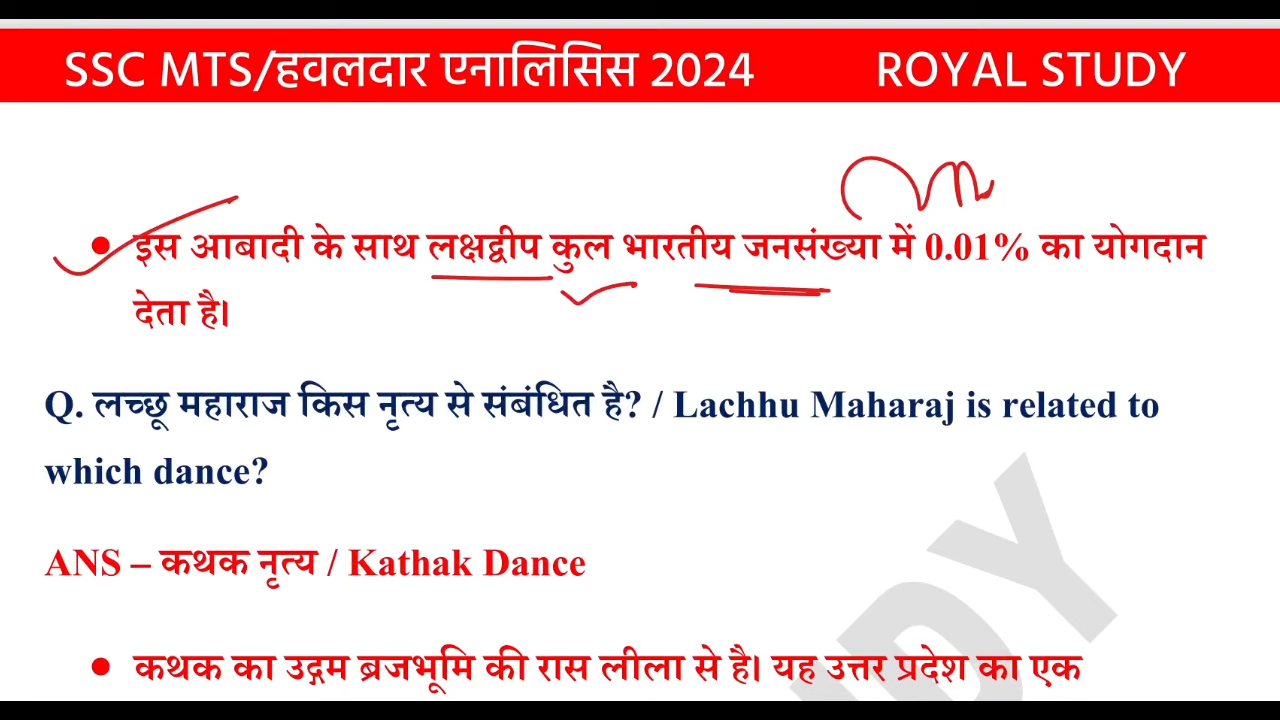 SSC MTS/हवलदार एनालिसिस 2024 ROYAL STUDY
• इस आबादी के साथ लक्षद्वीप कुल भारतीय जनसंख्या में 0.01% का योगदान
देता है।
Q. लच्छू महाराज किस नृत्य से संबंधित है? / Lachhu Maharaj is related to
which dance?
ANS – कथक नृत्य / Kathak Dance
• कथक का उद्गम ब्रजभूमि की रास लीला से है। यह उत्तर प्रदेश का एक